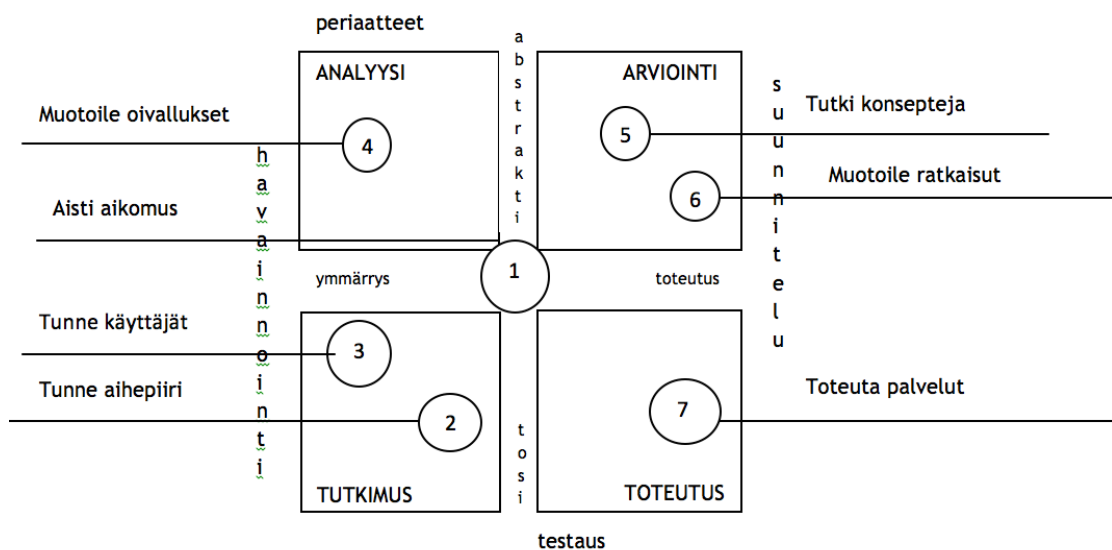 periaatteet
abstrakti
ANALYYSI
ARVIOINTI
suunnitelu
Muotoile oivallukset
4
5
Tutki konsepteja
havainnointi
6
Muotoile ratkaisut
Aisti aikomus
1
ymmärrys
toteutus
Tunne käyttäjät
3
Tunne aihepiiri
2
7
Toteuta palvelut
tosi
TUTKIMUS
TOTEUTUS
testaus